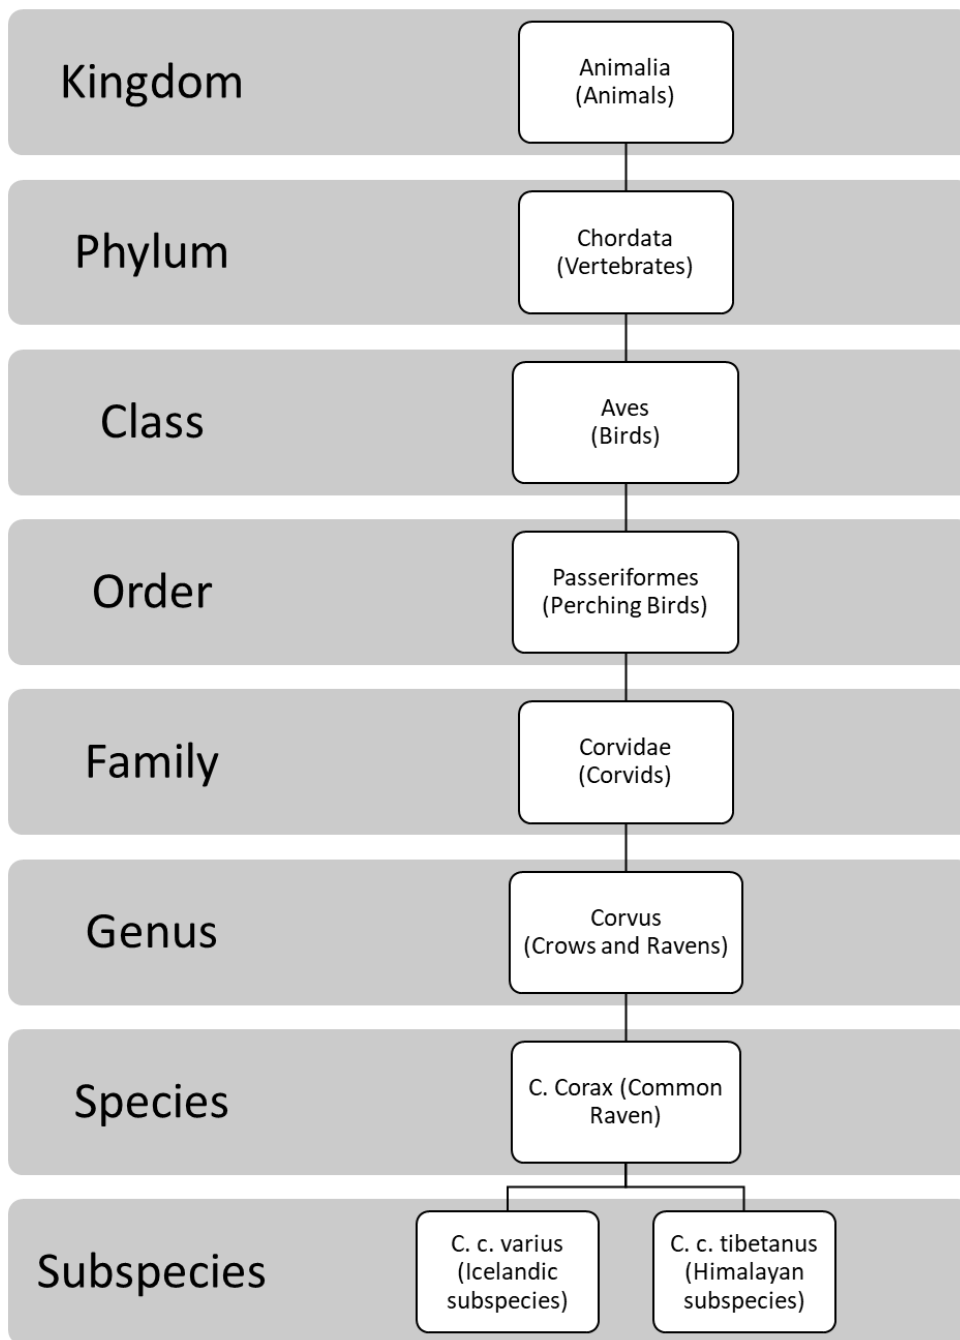 Kingdom
Animalia
(Animals)
Phylum
Chordata
(Vertebrates)
Class
Aves
(Birds)
Order
Passeriformes
(Perching Birds)
Family
Corvidae
(Corvids)
Genus
Corvus
(Crows and Ravens)
Species
C. Corax (Common
Raven)
Subspecies
C. c. varius
(Icelandic
subspecies)
C. c. tibetanus
(Himalayan
subspecies)